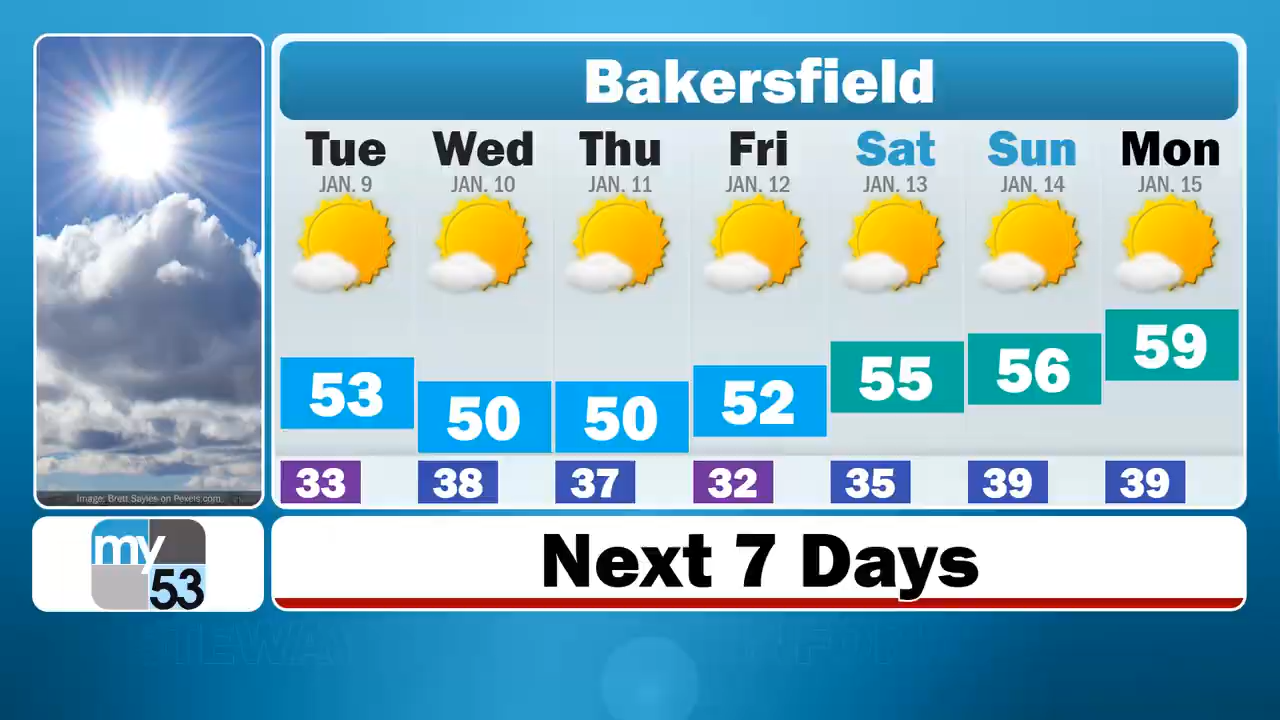 Bakersfield
Tue Wed Thu Fri Sat Sun Mon
JAN. 9 JAN. 10 JAN. 11 JAN. 12 JAN. 13 JAN. 14 JAN. 15
53 50 50 52 55 56 59
33 38 37 32 35 39 39
Image: Brett Sayles on Pexels.com
my
53
Next 7 Days